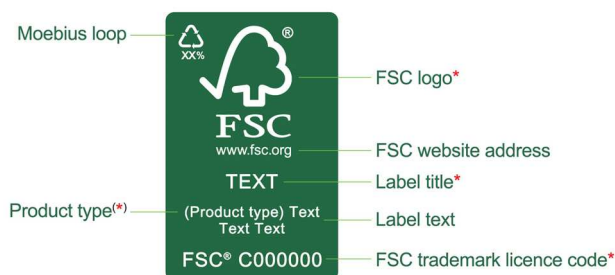 Moebius loop
XX%
®
FSC logo*
FSC
www.fsc.org
FSC website address
TEXT
Label title*
Product type(*)
(Product type) Text
Text Text
Label text
FSC® C000000
FSC trademark licence code*